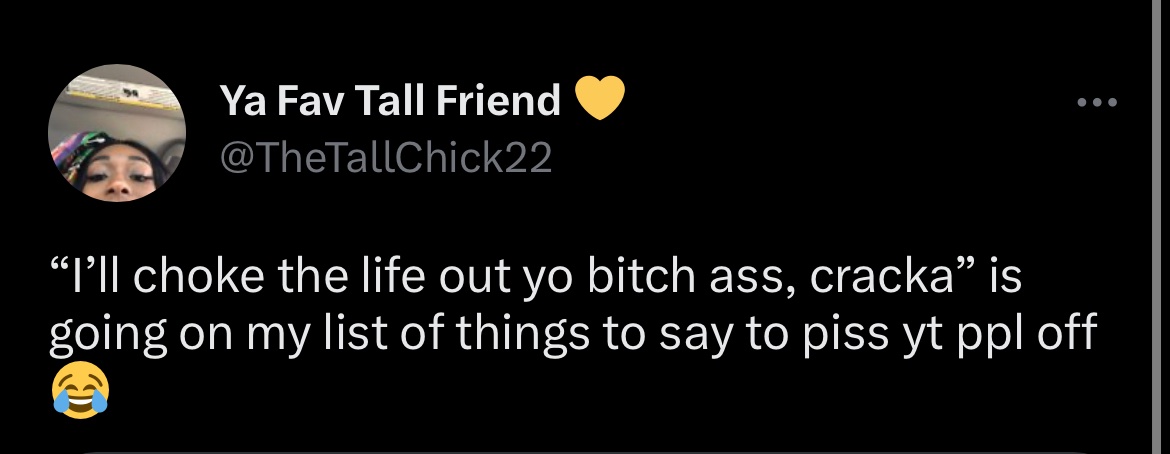 Ya Fav Tall Friend 💛
@TheTallChick22
“I’ll choke the life out yo bitch ass, cracka” is
going on my list of things to say to piss yt ppl off
😂